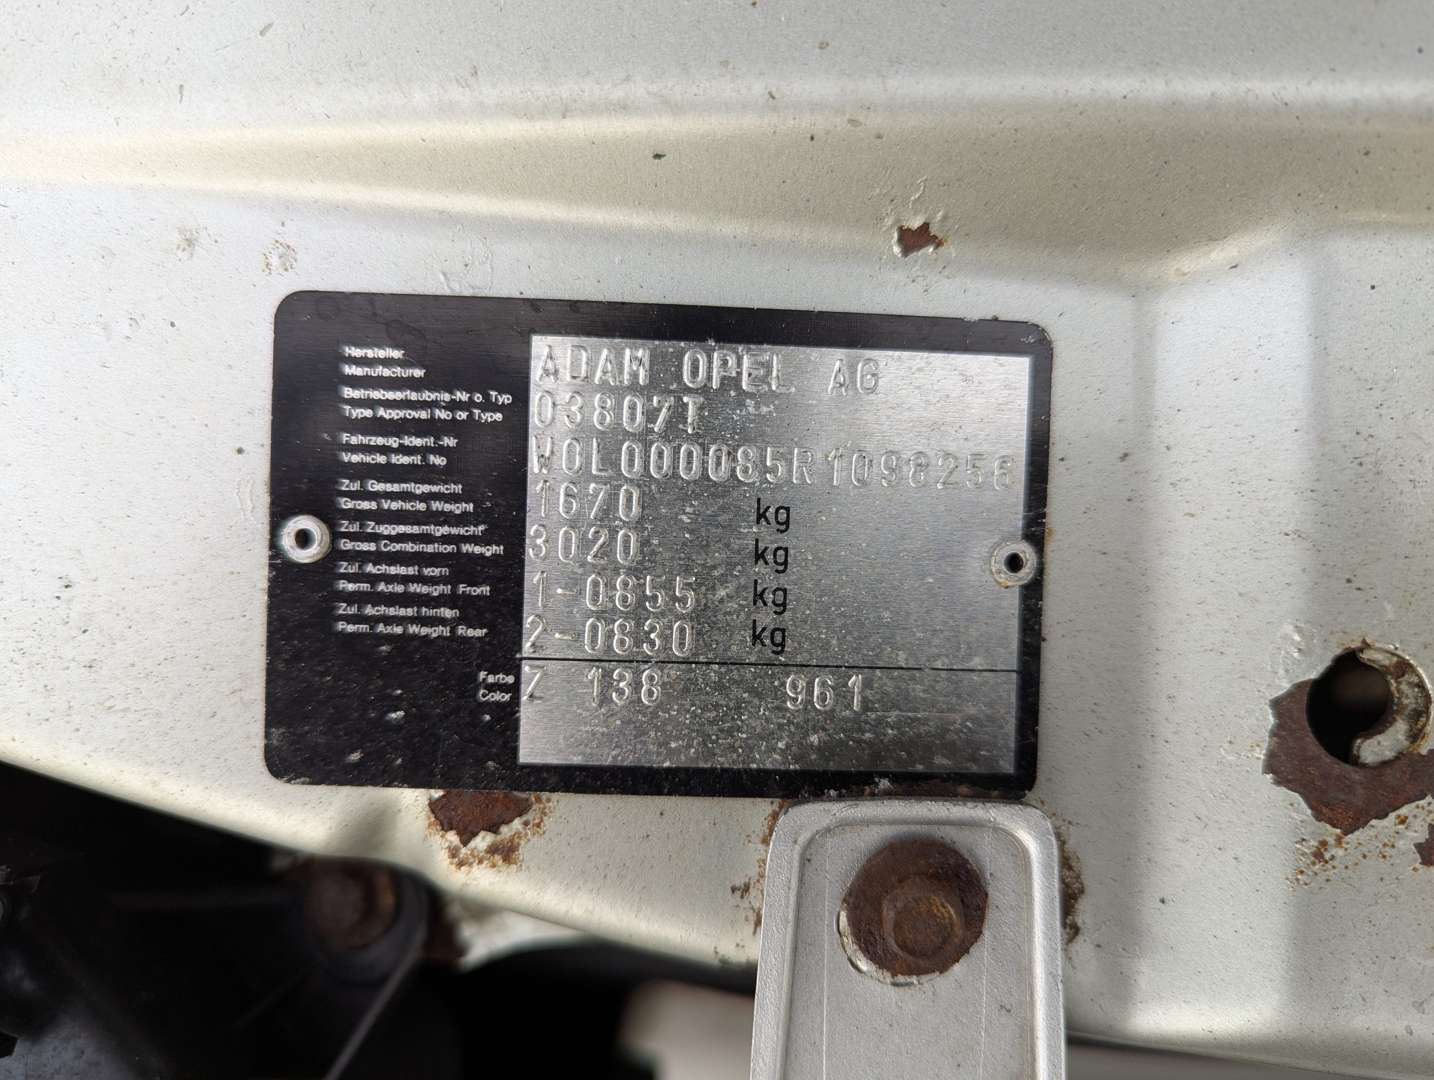 Hersteller
Manufacturer
ADAM OPEL AG
Betriebserlaubnis-Nr o. Typ
Type Approval No or Type
03807T
Fahrzeug-Ident.-Nr
Vehicle Ident. No
W0L000085R1098256
Zul. Gesamtgewicht
Gross Vehicle Weight
1670 kg
Zul. Zuggesamtgewicht
Gross Combination Weight
3020 kg
Zul. Achslast vorn
Perm. Axle Weight Front
1-0855 kg
Zul. Achslast hinten
Perm. Axle Weight Rear
2-0830 kg
Farbe
Color
Z 138 961